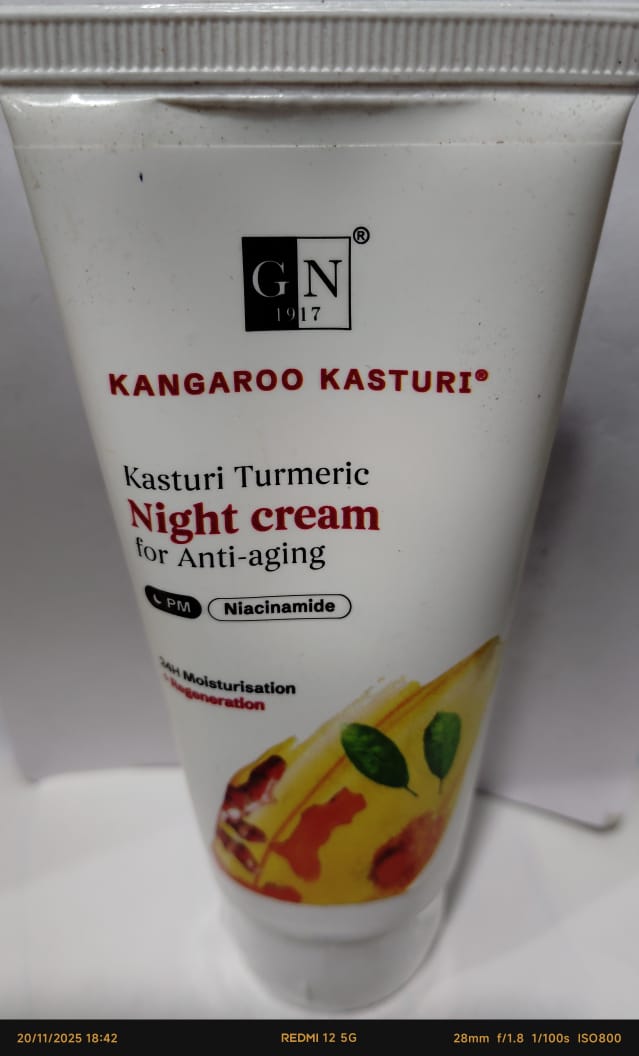 GN®
1917
KANGAROO KASTURI®
Kasturi Turmeric
Night cream
for Anti-aging
PM Niacinamide
24H Moisturisation
+ Regeneration
20/11/2025 18:42 REDMI 12 5G 28mm f/1.8 1/100s ISO800